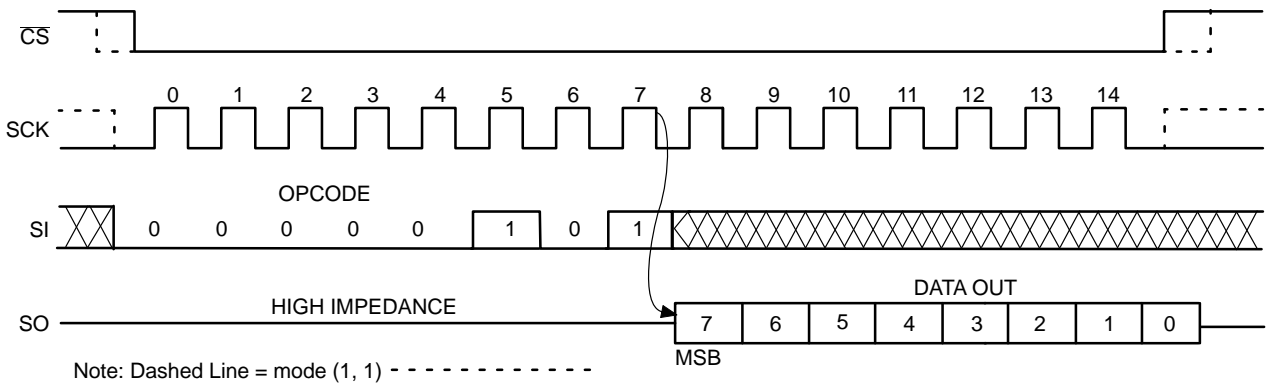 CS
0 1 2 3 4 5 6 7 8 9 10 11 12 13 14
SCK
OPCODE
SI 0 0 0 0 0 1 0 1
HIGH IMPEDANCE
DATA OUT
SO
7 6 5 4 3 2 1 0
MSB
Note: Dashed Line = mode (1, 1)